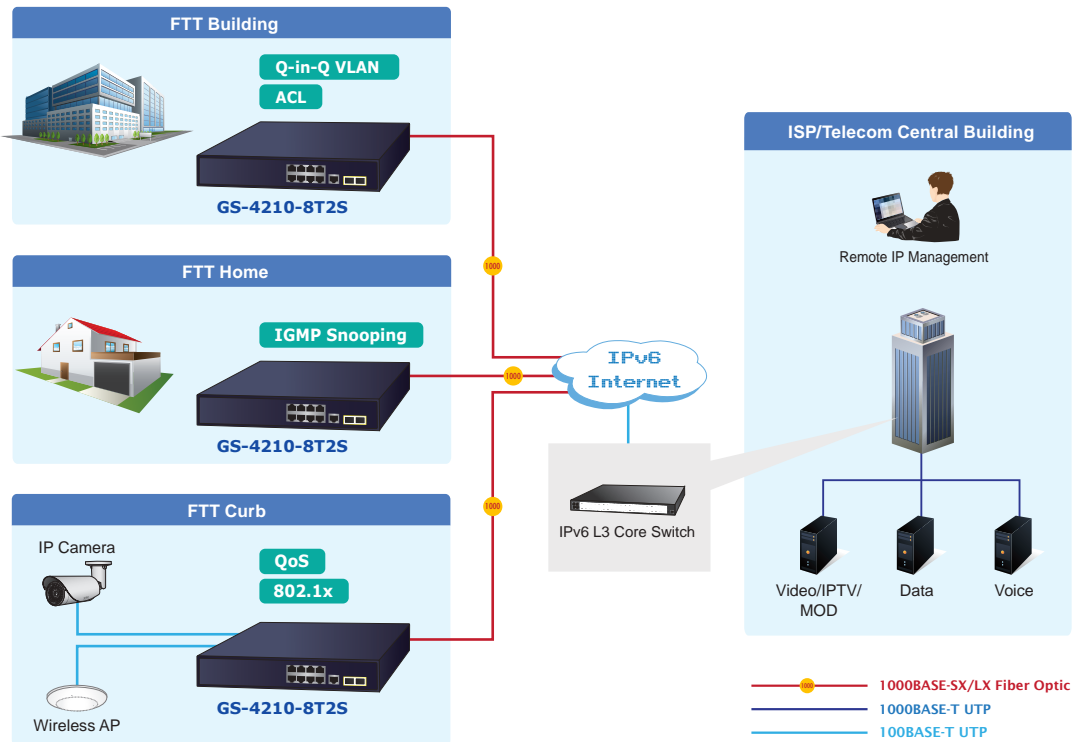 FTT Building
Q-in-Q VLAN
ACL
GS-4210-8T2S
1000
FTT Home
IGMP Snooping
GS-4210-8T2S
1000
FTT Curb
IP Camera
QoS
802.1x
GS-4210-8T2S
Wireless AP
1000
IPv6
Internet
IPv6 L3 Core Switch
ISP/Telecom Central Building
Remote IP Management
Video/IPTV/
MOD
Data
Voice
1000
1000BASE-SX/LX Fiber Optic
1000BASE-T UTP
100BASE-T UTP